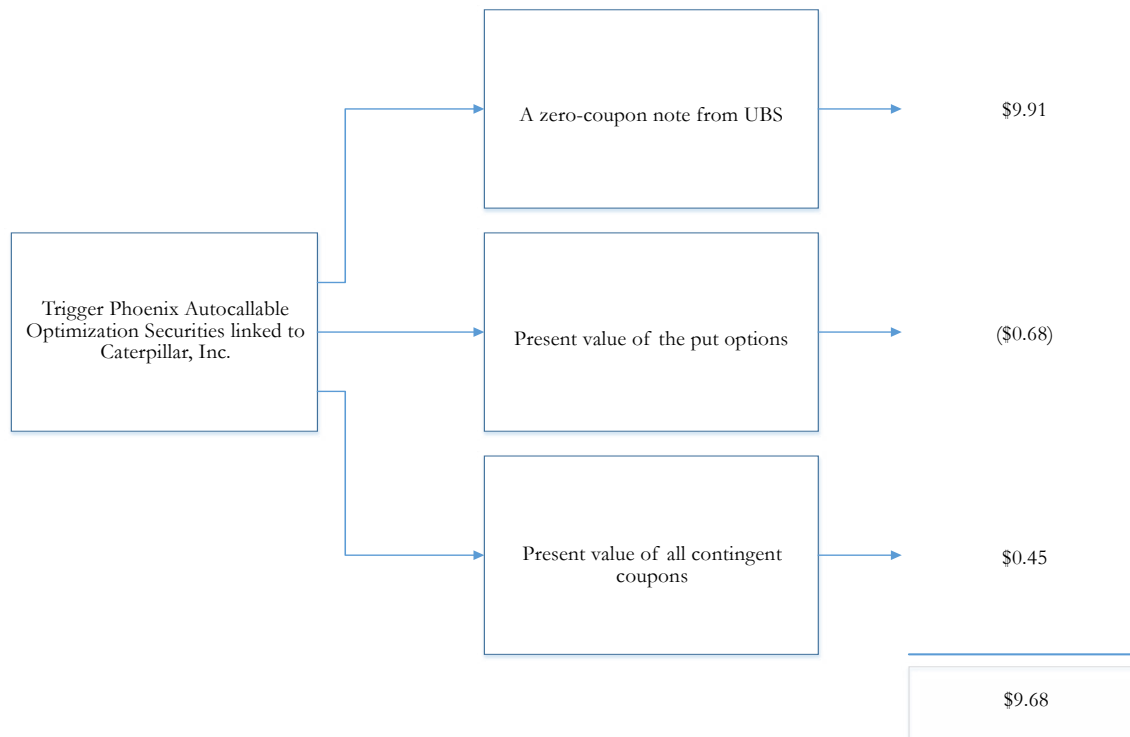 A zero-coupon note from UBS
$9.91
Trigger Phoenix Autocallable
Optimization Securities linked to
Caterpillar, Inc.
Present value of the put options
($0.68)
Present value of all contingent
coupons
$0.45
$9.68